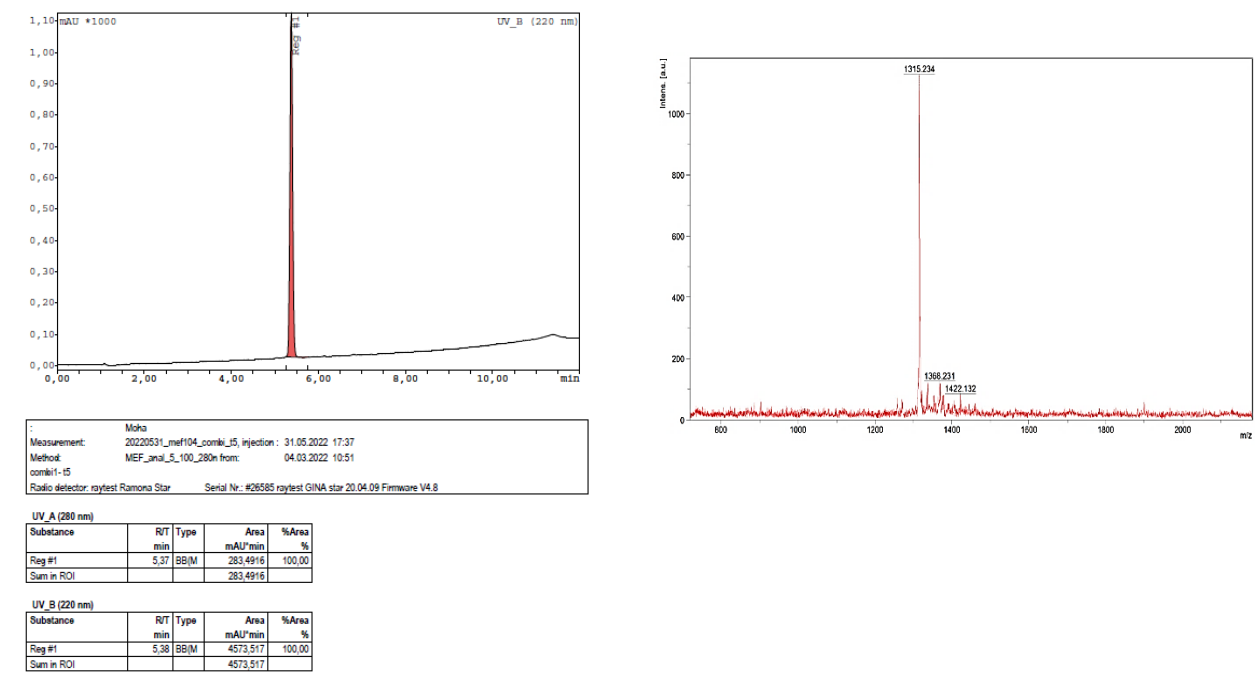 mAU *1000
UV_B (220 nm)
Reg #1
1,10
1,00
0,90
0,80
0,70
0,60
0,50
0,40
0,30
0,20
0,10
0,00
0,00 2,00 4,00 6,00 8,00 10,00 min
: Moha
Measurement: 20220531_mef104_combi_t5, injection : 31.05.2022 17:37
Method: MEF_anal_5_100_280n from: 04.03.2022 10:51
combi1-t5
Radio detector: raytest Ramona Star Serial Nr.: #26585 raytest GINA star 20.04.09 Firmware V4.8
UV_A (280 nm)
Substance R/T Type Area %Area
min mAU*min %
Reg #1 5,37 BB(M 283,4916 100,00
Sum in ROI 283,4916
UV_B (220 nm)
Substance R/T Type Area %Area
min mAU*min %
Reg #1 5,38 BB(M 4573,517 100,00
Sum in ROI 4573,517
Intens. [a.u.]
1315.234
1000
800
600
400
200
0
1368.231
1422.132
800 1000 1200 1400 1600 1800 2000
m/z